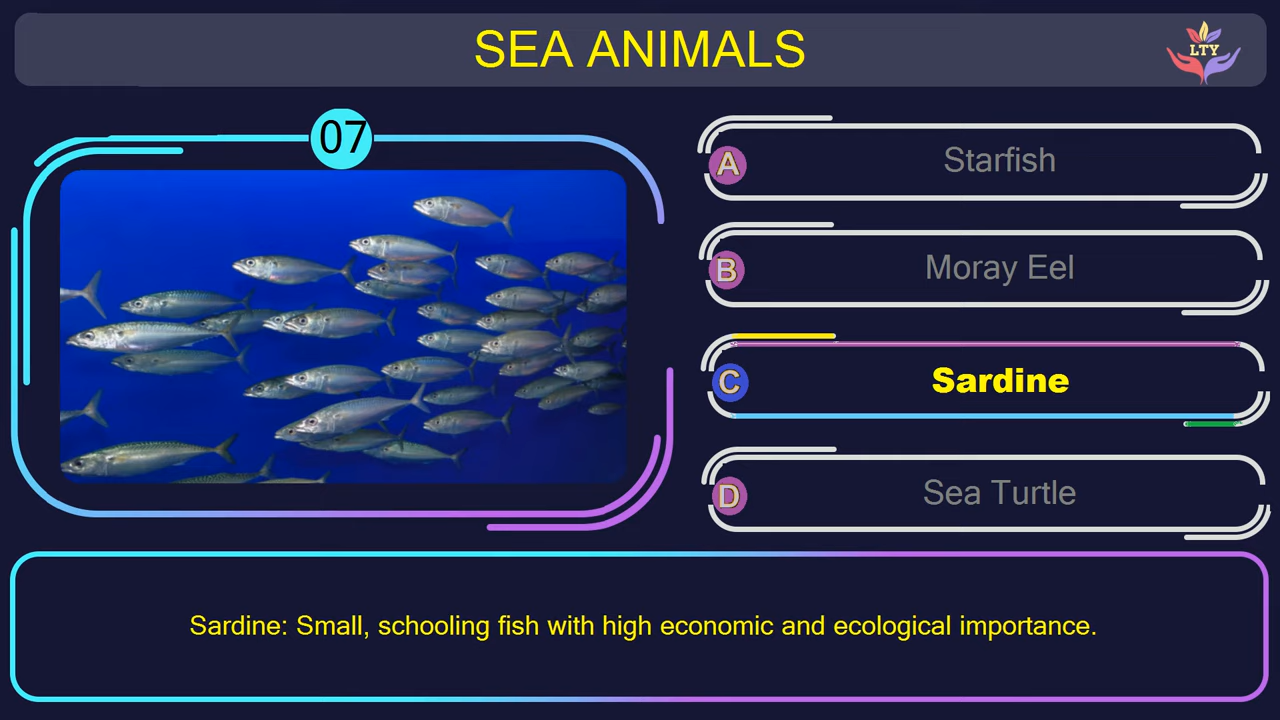 SEA ANIMALS
LTY
07
A
Starfish
B
Moray Eel
C
Sardine
D
Sea Turtle
Sardine: Small, schooling fish with high economic and ecological importance.